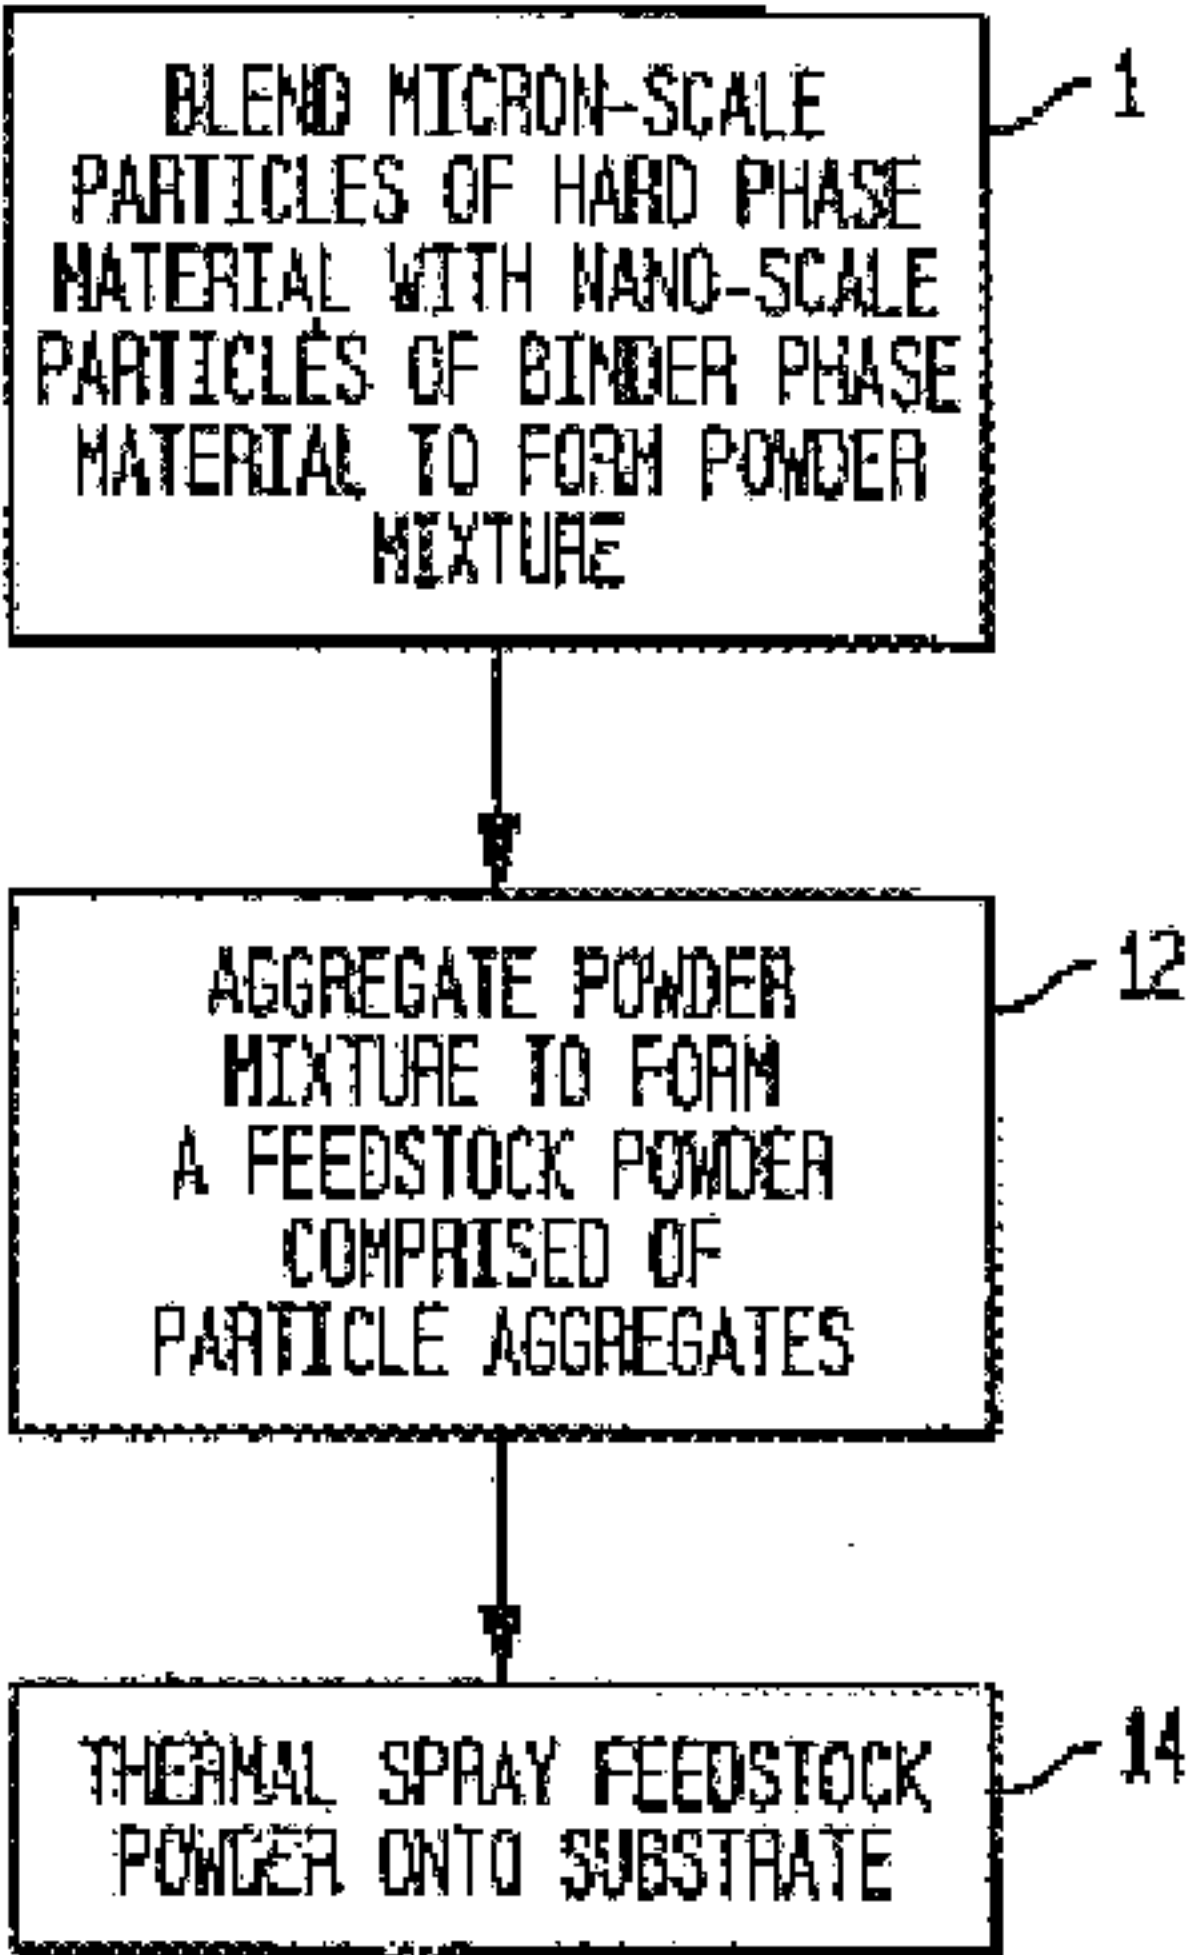 BLEND MICRON-SCALE
PARTICLES OF HARD PHASE
MATERIAL WITH NANO-SCALE
PARTICLES OF BINDER PHASE
MATERIAL TO FORM POWDER
MIXTURE
1
AGGREGATE POWDER
MIXTURE TO FORM
A FEEDSTOCK POWDER
COMPRISED OF
PARTICLE AGGREGATES
12
THERMAL SPRAY FEEDSTOCK
POWDER ONTO SUBSTRATE
14